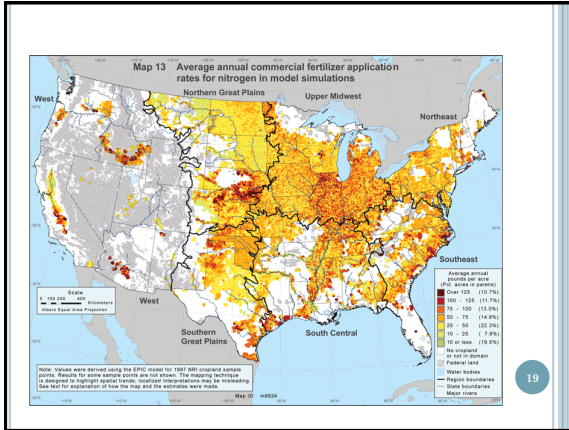 Map 13 Average annual commercial fertilizer application
rates for nitrogen in model simulations
Northern Great Plains
Upper Midwest
West
Northeast
Southeast
West
Southern
Great Plains
South Central
Scale
0 100 200 400
Kilometers
Albers Equal Area Projection
Average annual
pounds per acre
(Pct. acres in parens)
Over 125 (10.7%)
100 - 125 (11.7%)
75 - 100 (13.0%)
50 - 75 (14.8%)
25 - 50 (22.3%)
10 - 25 ( 7.9%)
10 or less (19.5%)
No cropland
or not in domain
Federal land
Water bodies
Region boundaries
State boundaries
Major rivers
Note: Values were derived using the EPIC model for 1997 NRI cropland sample
points. Results for some sample points are not shown. The mapping technique
is designed to highlight spatial trends; localized interpretations may be misleading.
See text for explanation of how the map and the estimates were made.
Map ID m6824
19